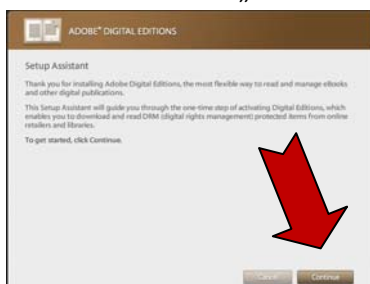 ADOBE® DIGITAL EDITIONS
Setup Assistant
Thank you for installing Adobe Digital Editions, the most flexible way to read and manage eBooks
and other digital publications.
This Setup Assistant will guide you through the one-time step of activating Digital Editions, which
enables you to download and read DRM (digital rights management) protected items from online
retailers and libraries.
To get started, click Continue.
Cancel Continue